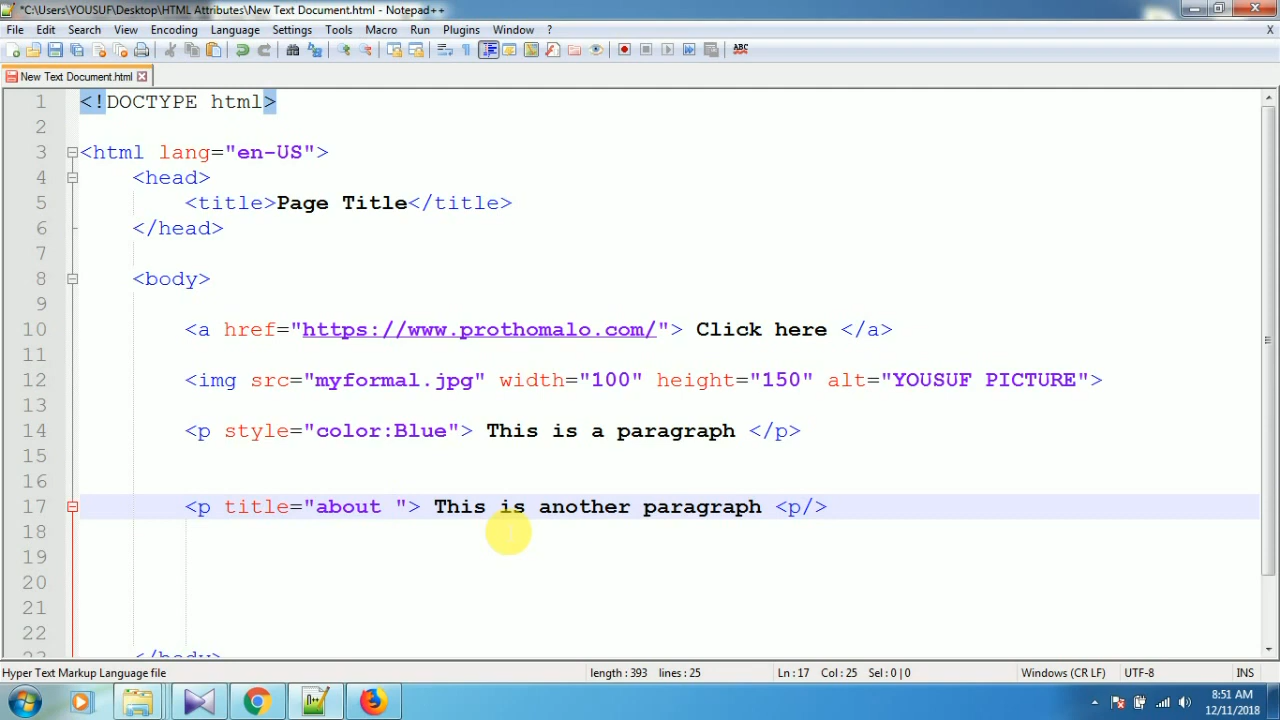 *C:\Users\YOUSUF\Desktop\HTML Attributes\New Text Document.html - Notepad++
File Edit Search View Encoding Language Settings Tools Macro Run Plugins Window ? X
ABC
New Text Document.html
1 <!DOCTYPE html>
2
3 <html lang="en-US">
4 <head>
5 <title>Page Title</title>
6 </head>
7
8 <body>
9
10 <a href="https://www.prothomalo.com/"> Click here </a>
11
12 <img src="myformal.jpg" width="100" height="150" alt="YOUSUF PICTURE">
13
14 <p style="color:Blue"> This is a paragraph </p>
15
16
17 <p title="about "> This is another paragraph <p/>
18
19
20
21
22
23 </body>
Hyper Text Markup Language file length : 393 lines : 25 Ln : 17 Col : 25 Sel : 0 | 0 Windows (CR LF) UTF-8 INS
8:51 AM
12/11/2018